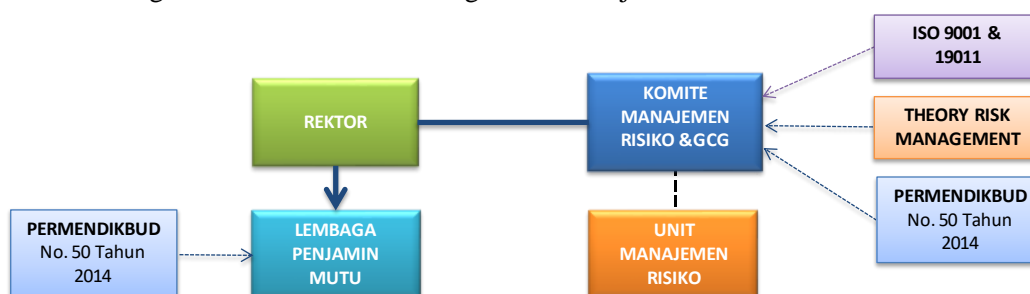 ISO 9001 &
19011
REKTOR
KOMITE
MANAJEMEN
RISIKO &GCG
THEORY RISK
MANAGEMENT
PERMENDIKBUD
No. 50 Tahun
2014
LEMBAGA
PENJAMIN
MUTU
UNIT
MANAJEMEN
RISIKO
PERMENDIKBUD
No. 50 Tahun
2014